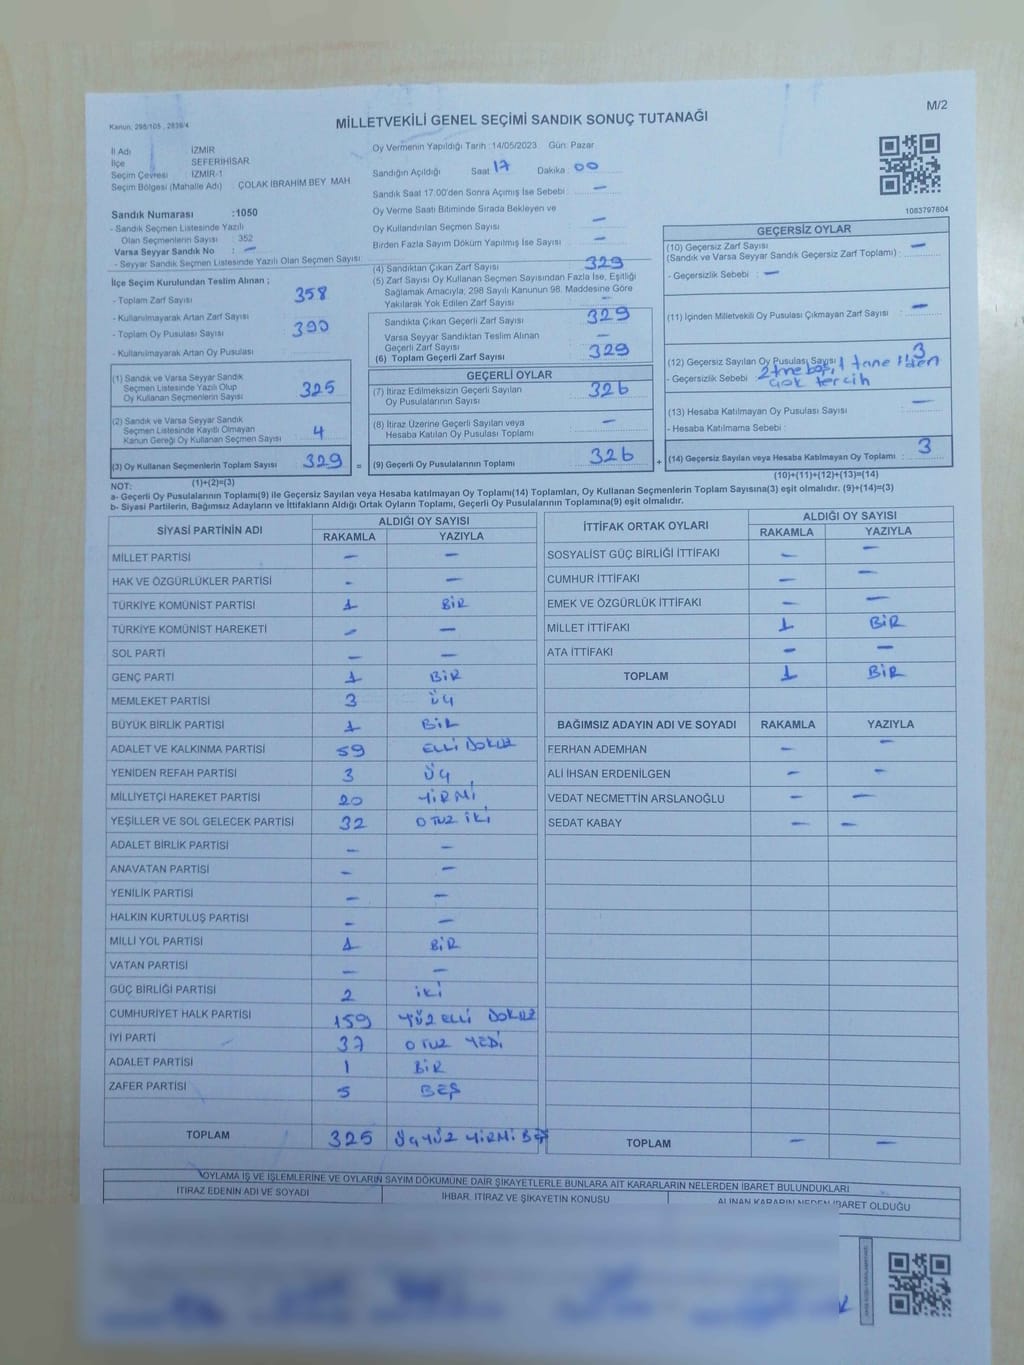 M/2
Kanun: 298/105 , 2839/4
MİLLETVEKİLİ GENEL SEÇİMİ SANDIK SONUÇ TUTANAĞI
İl Adı : İZMİR
İlçe : SEFERİHİSAR
Seçim Çevresi : İZMİR-1
Seçim Bölgesi (Mahalle Adı) : ÇOLAK İBRAHİM BEY MAH.
Sandık Numarası :1050
- Sandık Seçmen Listesinde Yazılı
Olan Seçmenlerin Sayısı : 352
Varsa Seyyar Sandık No : —
- Seyyar Sandık Seçmen Listesinde Yazılı Olan Seçmen Sayısı:
Oy Vermenin Yapıldığı Tarih :14/05/2023 Gün: Pazar
Sandığın Açıldığı Saat : 17 Dakika : 00
Sandık Saat 17.00'den Sonra Açımış İse Sebebi : —
Oy Verme Saati Bitiminde Sırada Bekleyen ve
Oy Kullandırılan Seçmen Sayısı : —
Birden Fazla Sayım Döküm Yapılmış İse Sayısı : —
1083797804
İlçe Seçim Kurulundan Teslim Alınan ;
- Toplam Zarf Sayısı : 358
- Kullanılmayarak Artan Zarf Sayısı :
- Toplam Oy Pusulası Sayısı : 390
- Kullanılmayarak Artan Oy Pusulası :
(1) Sandık ve Varsa Seyyar Sandık
Seçmen Listesinde Yazılı Olup
Oy Kullanan Seçmenlerin Sayısı : 325
(2) Sandık ve Varsa Seyyar Sandık
Seçmen Listesinde Kayıtlı Olmayan
Kanun Gereği Oy Kullanan Seçmen Sayısı : 4
(3) Oy Kullanan Seçmenlerin Toplam Sayısı : 329
(1)+(2)=(3)
(4) Sandıktan Çıkan Zarf Sayısı : 329
(5) Zarf Sayısı Oy Kullanan Seçmen Sayısından Fazla İse, Eşitliği
Sağlamak Amacıyla; 298 Sayılı Kanunun 98. Maddesine Göre
Yakılarak Yok Edilen Zarf Sayısı : —
Sandıkta Çıkan Geçerli Zarf Sayısı : 329
Varsa Seyyar Sandıktan Teslim Alınan
Geçerli Zarf Sayısı : —
(6) Toplam Geçerli Zarf Sayısı : 329
GEÇERLİ OYLAR
(7) İtiraz Edilmeksizin Geçerli Sayılan
Oy Pusulalarının Sayısı : 326
(8) İtiraz Üzerine Geçerli Sayılan veya
Hesaba Katılan Oy Pusulası Toplamı : —
= (9) Geçerli Oy Pusulalarının Toplamı : 326
GEÇERSİZ OYLAR
(10) Geçersiz Zarf Sayısı : —
(Sandık ve Varsa Seyyar Sandık Geçersiz Zarf Toplamı) :
- Geçersizlik Sebebi : —
(11) İçinden Milletvekili Oy Pusulası Çıkmayan Zarf Sayısı : —
(12) Geçersiz Sayılan Oy Pusulası Sayısı : 3
- Geçersizlik Sebebi : 2 tne boş, 1 tane 1'den
çok tercih
(13) Hesaba Katılmayan Oy Pusulası Sayısı : —
- Hesaba Katılmama Sebebi :
+ (14) Geçersiz Sayılan veya Hesaba Katılmayan Oy Toplamı : 3
(10)+(11)+(12)+(13)=(14)
NOT:
a- Geçerli Oy Pusulalarının Toplamı(9) ile Geçersiz Sayılan veya Hesaba katılmayan Oy Toplamı(14) Toplamları, Oy Kullanan Seçmenlerin Toplam Sayısına(3) eşit olmalıdır. (9)+(14)=(3)
b- Siyasi Partilerin, Bağımsız Adayların ve İttifakların Aldığı Ortak Oyların Toplamı, Geçerli Oy Pusulalarının Toplamına(9) eşit olmalıdır.
SİYASİ PARTİNİN ADI ALDIĞI OY SAYISI
RAKAMLA YAZIYLA
MİLLET PARTİSİ — —
HAK VE ÖZGÜRLÜKLER PARTİSİ - —
TÜRKİYE KOMÜNİST PARTİSİ 1 BİR
TÜRKİYE KOMÜNİST HAREKETİ — —
SOL PARTİ — —
GENÇ PARTİ 1 BİR
MEMLEKET PARTİSİ 3 ÜÇ
BÜYÜK BİRLİK PARTİSİ 1 BİR
ADALET VE KALKINMA PARTİSİ 59 ELLİ DOKUZ
YENİDEN REFAH PARTİSİ 3 ÜÇ
MİLLİYETÇİ HAREKET PARTİSİ 20 YİRMİ
YEŞİLLER VE SOL GELECEK PARTİSİ 32 OTUZ İKİ
ADALET BİRLİK PARTİSİ — —
ANAVATAN PARTİSİ — —
YENİLİK PARTİSİ — —
HALKIN KURTULUŞ PARTİSİ — —
MİLLİ YOL PARTİSİ 1 BİR
VATAN PARTİSİ — —
GÜÇ BİRLİĞİ PARTİSİ 2 İKİ
CUMHURİYET HALK PARTİSİ 159 YÜZ ELLİ DOKUZ
İYİ PARTİ 37 OTUZ YEDİ
ADALET PARTİSİ 1 BİR
ZAFER PARTİSİ 5 BEŞ
TOPLAM 325 ÜÇYÜZ YİRMİ BEŞ
İTTİFAK ORTAK OYLARI ALDIĞI OY SAYISI
RAKAMLA YAZIYLA
SOSYALİST GÜÇ BİRLİĞİ İTTİFAKI — —
CUMHUR İTTİFAKI — —
EMEK VE ÖZGÜRLÜK İTTİFAKI — —
MİLLET İTTİFAKI 1 BİR
ATA İTTİFAKI — —
TOPLAM 1 BİR
BAĞIMSIZ ADAYIN ADI VE SOYADI RAKAMLA YAZIYLA
FERHAN ADEMHAN — —
ALİ İHSAN ERDENİLGEN — —
VEDAT NECMETTİN ARSLANOĞLU — —
SEDAT KABAY — —
TOPLAM — —
OYLAMA İŞ VE İŞLEMLERİNE VE OYLARIN SAYIM DÖKÜMÜNE DAİR ŞİKAYETLERLE BUNLARA AİT KARARLARIN NELERDEN İBARET BULUNDUKLARI
İTİRAZ EDENİN ADI VE SOYADI İHBAR, İTİRAZ VE ŞİKAYETİN KONUSU ALINAN KARARIN NEDEN İBARET OLDUĞU